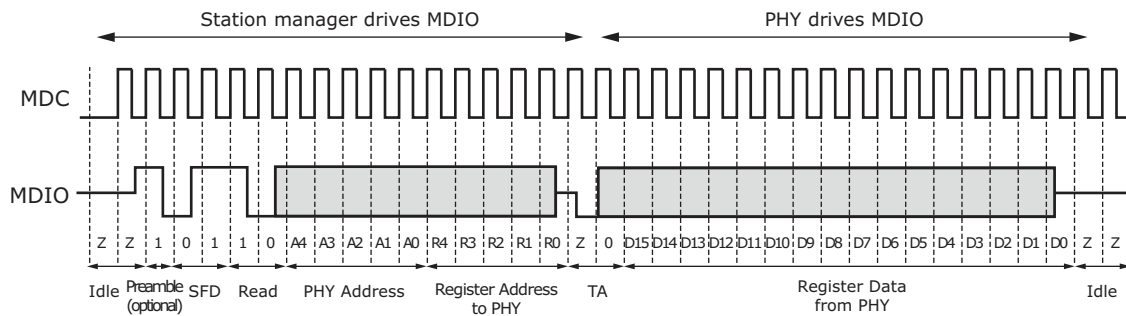 Station manager drives MDIO PHY drives MDIO
MDC
MDIO
Z Z 1 0 1 1 0 A4 A3 A2 A1 A0 R4 R3 R2 R1 R0 Z 0 D15 D14 D13 D12 D11 D10 D9 D8 D7 D6 D5 D4 D3 D2 D1 D0 Z Z
Idle Preamble (optional) SFD Read PHY Address Register Address to PHY TA Register Data from PHY Idle